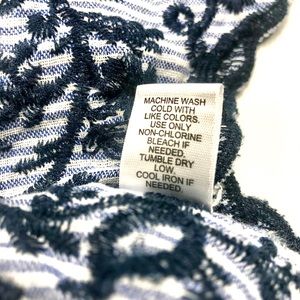 MACHINE WASH
COLD WITH
LIKE COLORS.
USE ONLY
NON-CHLORINE
BLEACH IF
NEEDED.
TUMBLE DRY
LOW.
COOL IRON IF
NEEDED